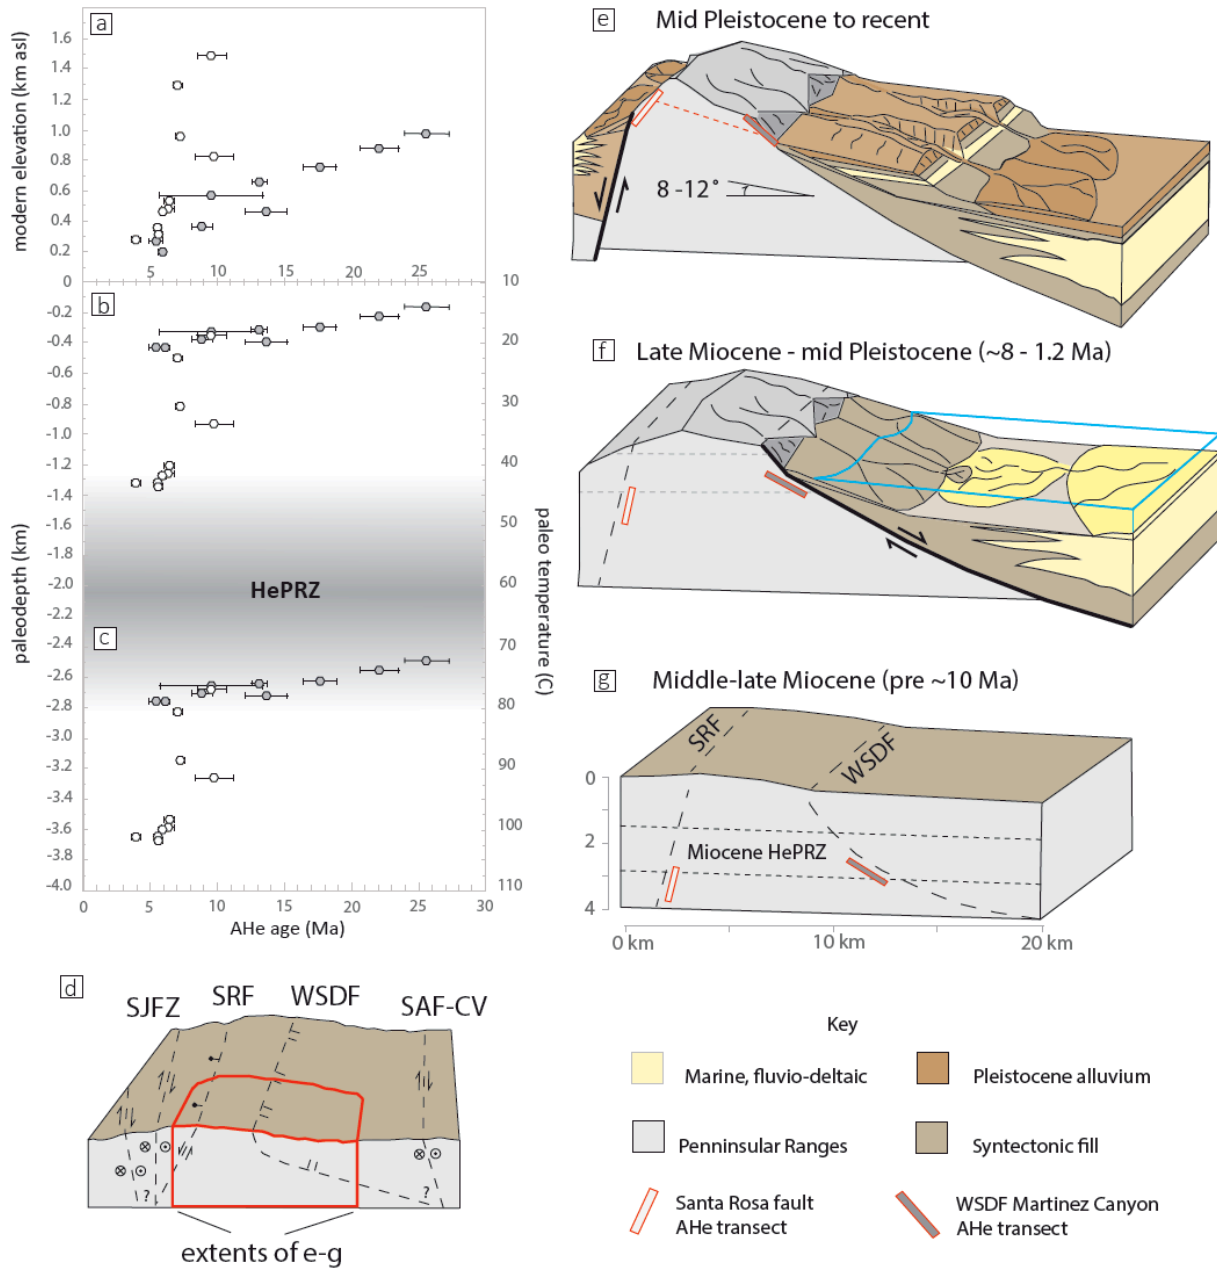 a
modern elevation (km asl)
1.6
1.4
1.2
1.0
0.8
0.6
0.4
0.2
0
5
10
15
20
25
b
paleodepth (km)
-0.2
-0.4
-0.6
-0.8
-1.0
-1.2
-1.4
-1.6
-1.8
-2.0
-2.2
-2.4
-2.6
-2.8
-3.0
-3.2
-3.4
-3.6
-3.8
-4.0
HePRZ
c
10
20
30
40
50
60
70
80
90
100
110
paleo temperature (C)
0
5
10
15
20
25
30
AHe age (Ma)
d
SJFZ
SRF
WSDF
SAF-CV
?
?
extents of e-g
e
Mid Pleistocene to recent
8 -12°
f
Late Miocene - mid Pleistocene (~8 - 1.2 Ma)
g
Middle-late Miocene (pre ~10 Ma)
SRF
WSDF
0
2
4
Miocene HePRZ
0 km
10 km
20 km
Key
Marine, fluvio-deltaic
Pleistocene alluvium
Penninsular Ranges
Syntectonic fill
Santa Rosa fault
AHe transect
WSDF Martinez Canyon
AHe transect